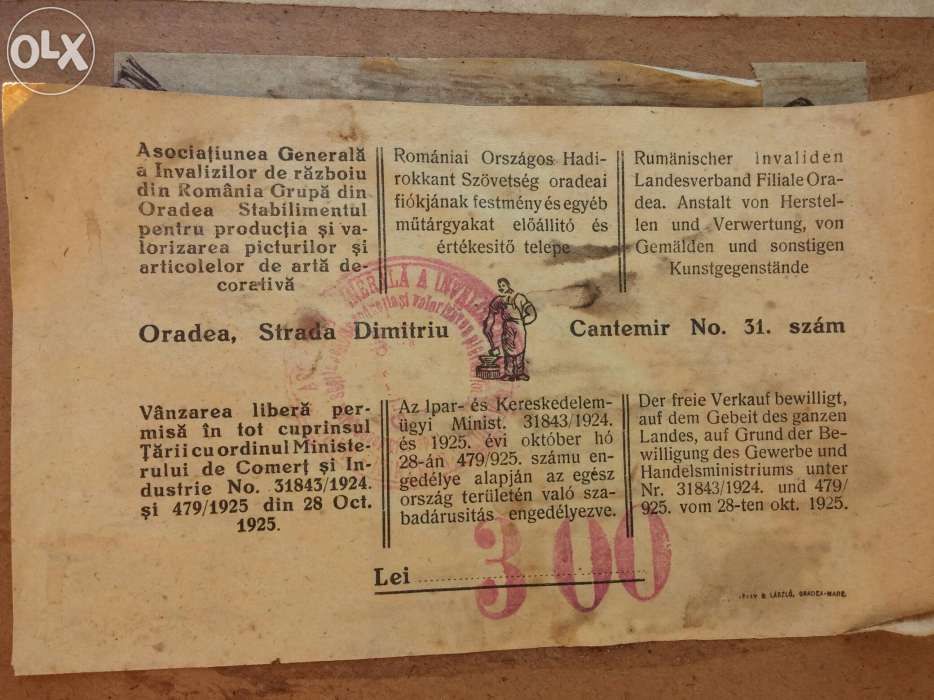 OLX
Asociațiunea Generală
a Invalizilor de războiu
din România Grupă din
Oradea Stabilimentul
pentru producția și va-
lorizarea picturilor și
articolelor de artă de-
corativă
Romániai Országos Hadi-
rokkant Szövetség oradeai
fiókjának festmény és egyéb
műtárgyakat előállitó és
értékesitő telepe
Rumänischer Invaliden
Landesverband Filiale Ora-
dea. Anstalt von Herstel-
len und Verwertung, von
Gemälden und sonstigen
Kunstgegenstände
Oradea, Strada Dimitriu Cantemir No. 31. szám
Vânzarea liberă per-
misă în tot cuprinsul
Țării cu ordinul Ministe-
rului de Comerț și In-
dustrie No. 31843/1924.
și 479/1925 din 28 Oct.
1925.
Az Ipar- és Kereskedelem-
ügyi Minist. 31843/1924.
és 1925. évi október hó
28-án 479/925. számu en-
gedélye alapján az egész
ország területén való sza-
badárusitás engedélyezve.
Der freie Verkauf bewilligt,
auf dem Gebeit des ganzen
Landes, auf Grund der Be-
willigung des Gewerbe und
Handelsministriums unter
Nr. 31843/1924. und 479/
925. vom 28-ten okt. 1925.
Lei 300
LÁSZLÓ, ORADEA-MARE.